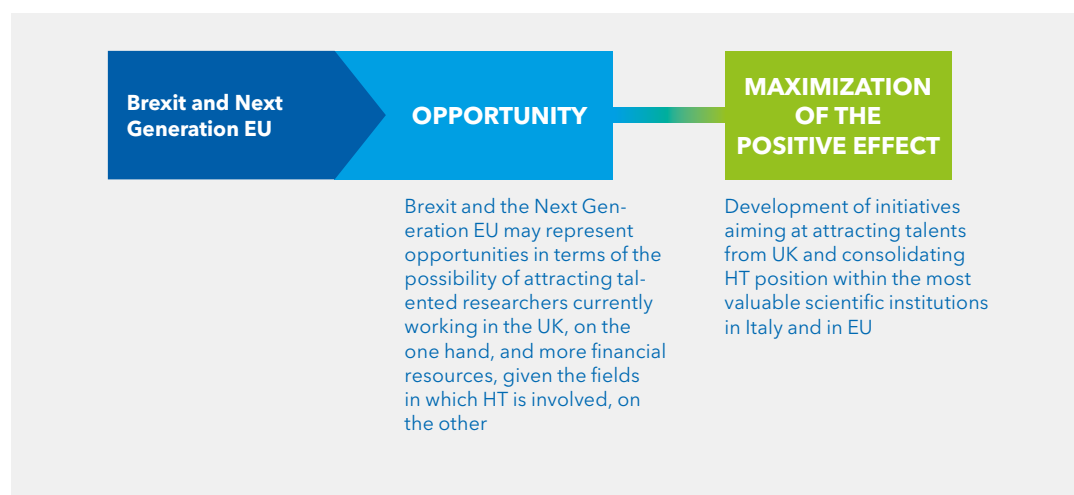 Brexit and Next
Generation EU
OPPORTUNITY
MAXIMIZATION
OF THE
POSITIVE EFFECT
Brexit and the Next Gen-
eration EU may represent
opportunities in terms of the
possibility of attracting tal-
ented researchers currently
working in the UK, on the
one hand, and more financial
resources, given the fields
in which HT is involved, on
the other
Development of initiatives
aiming at attracting talents
from UK and consolidating
HT position within the most
valuable scientific institutions
in Italy and in EU